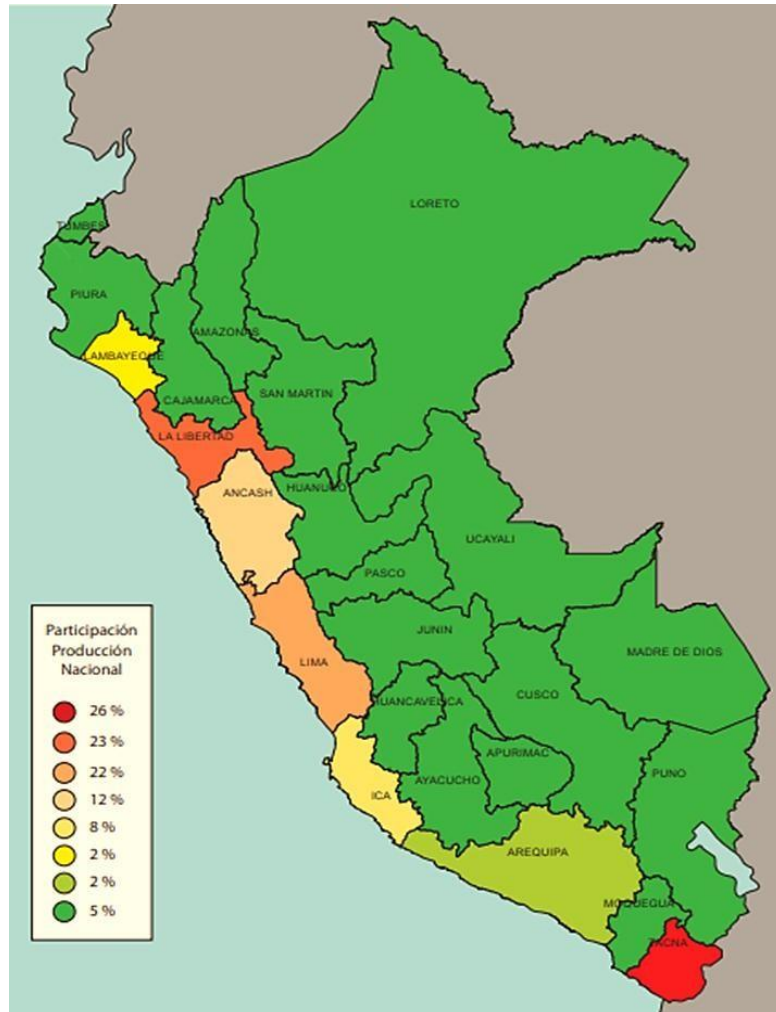 LORETO
TUMBES
PIURA
AMAZONAS
LAMBAYEQUE
SAN MARTIN
CAJAMARCA
LA LIBERTAD
HUANUCO
ANCASH
UCAYALI
PASCO
JUNIN
MADRE DE DIOS
LIMA
CUSCO
HUANCAVELICA
APURIMAC
PUNO
AYACUCHO
ICA
AREQUIPA
MOQUEGUA
TACNA
Participación
Producción
Nacional
26 %
23 %
22 %
12 %
8 %
2 %
2 %
5 %